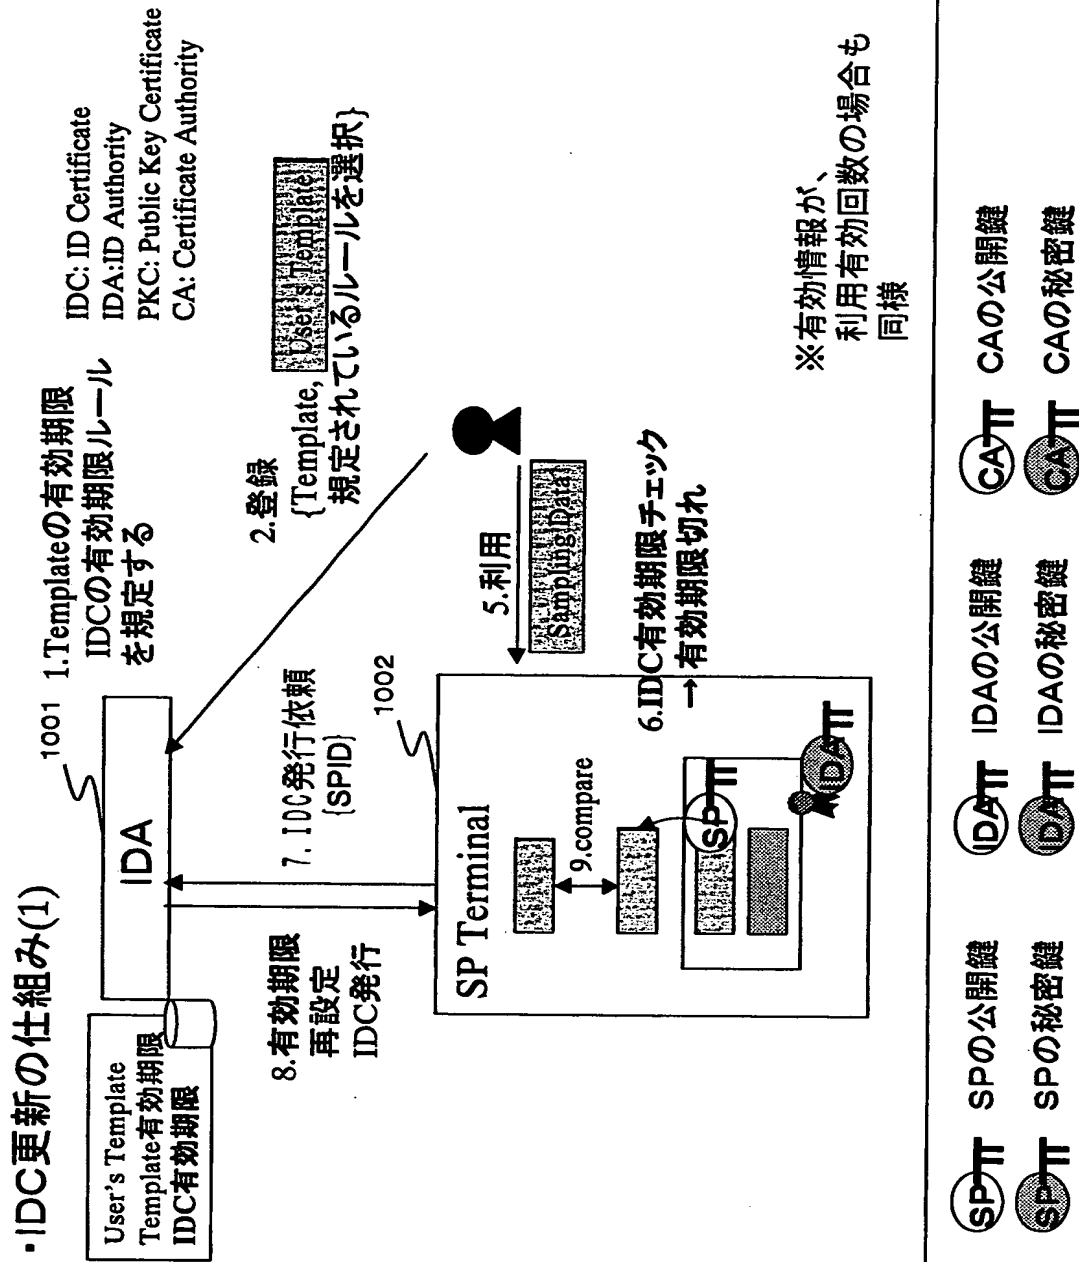 ・IDC更新の仕組み(1)
IDC: ID Certificate
IDA:ID Authority
PKC: Public Key Certificate
CA: Certificate Authority
1001
1.Templateの有効期限
IDCの有効期限ルール
を規定する
IDA
User's Template
Template有効期限
IDC有効期限
2.登録
{Template,
User's Template
規定されているルールを選択}
7. IDC発行依頼
{SPID}
8.有効期限
再設定
IDC発行
1002
5.利用
Sampling Data
SP Terminal
9.compare
6.IDC有効期限チェック
→有効期限切れ
SP
IDA
※有効情報が、
利用有効回数の場合も
同様
SP SPの公開鍵
IDA IDAの公開鍵
CA CAの公開鍵
SP SPの秘密鍵
IDA IDAの秘密鍵
CA CAの秘密鍵